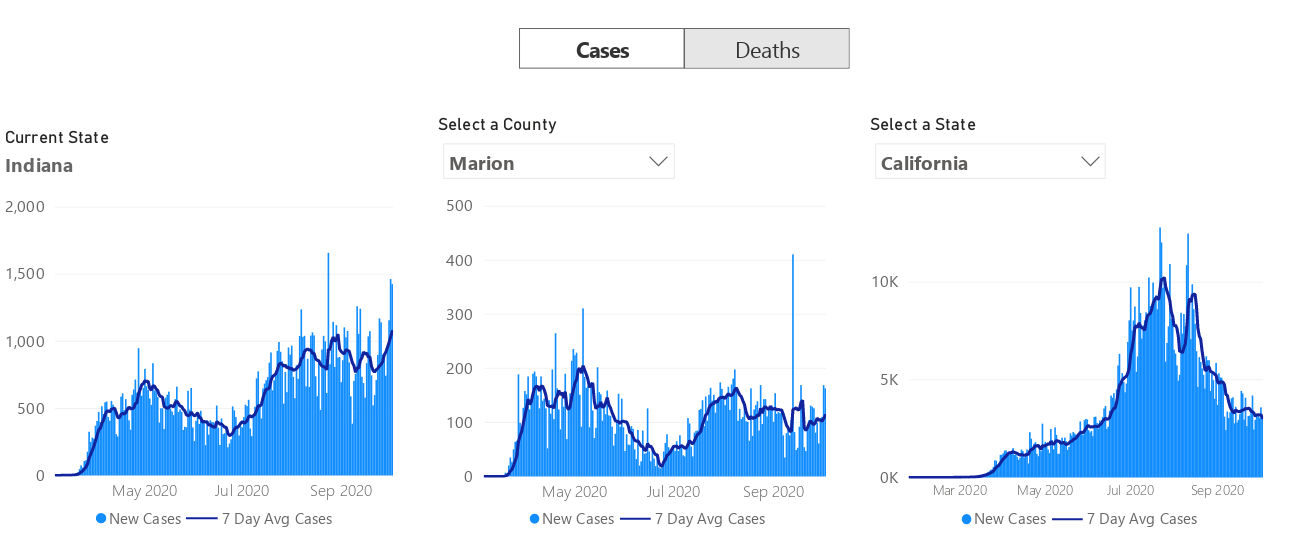 Cases Deaths
Current State
Indiana
2,000
1,500
1,000
500
0
May 2020 Jul 2020 Sep 2020
New Cases 7 Day Avg Cases
Select a County
Marion
500
400
300
200
100
0
May 2020 Jul 2020 Sep 2020
New Cases 7 Day Avg Cases
Select a State
California
10K
5K
0K
Mar 2020 May 2020 Jul 2020 Sep 2020
New Cases 7 Day Avg Cases